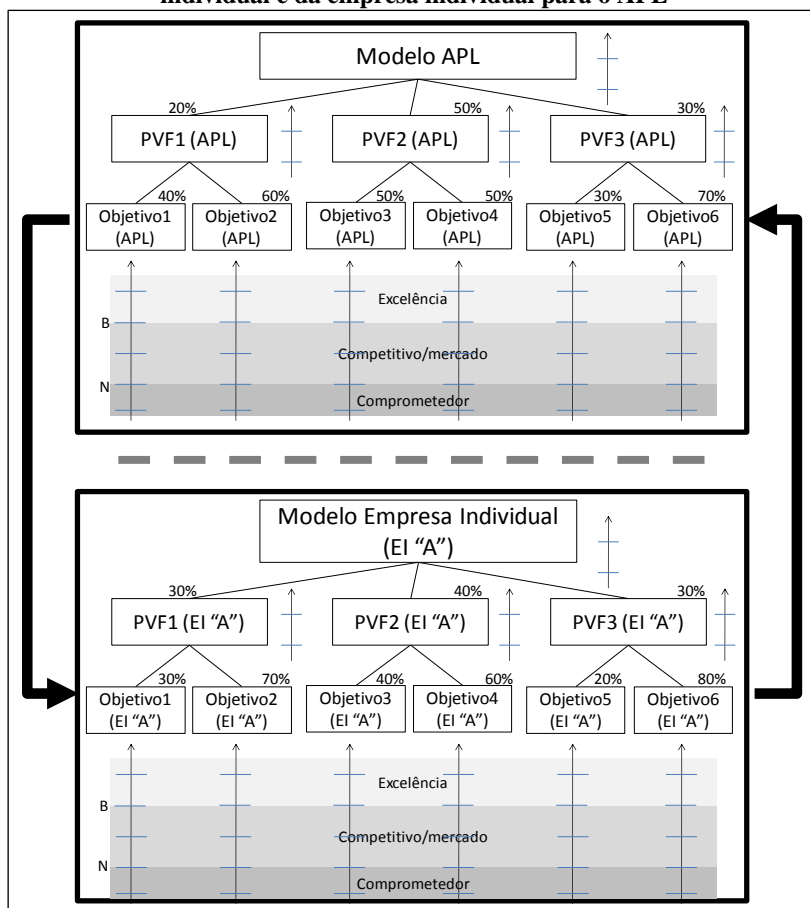 individual e da empresa individual para o APL
Modelo APL
20%
50%
30%
PVF1 (APL)
PVF2 (APL)
PVF3 (APL)
40%
60%
50%
50%
30%
70%
Objetivo1
(APL)
Objetivo2
(APL)
Objetivo3
(APL)
Objetivo4
(APL)
Objetivo5
(APL)
Objetivo6
(APL)
Excelência
B
Competitivo/mercado
N
Comprometedor
Modelo Empresa Individual
(EI “A”)
30%
40%
30%
PVF1 (EI “A”)
PVF2 (EI “A”)
PVF3 (EI “A”)
30%
70%
40%
60%
20%
80%
Objetivo1
(EI “A”)
Objetivo2
(EI “A”)
Objetivo3
(EI “A”)
Objetivo4
(EI “A”)
Objetivo5
(EI “A”)
Objetivo6
(EI “A”)
Excelência
B
Competitivo/mercado
N
Comprometedor